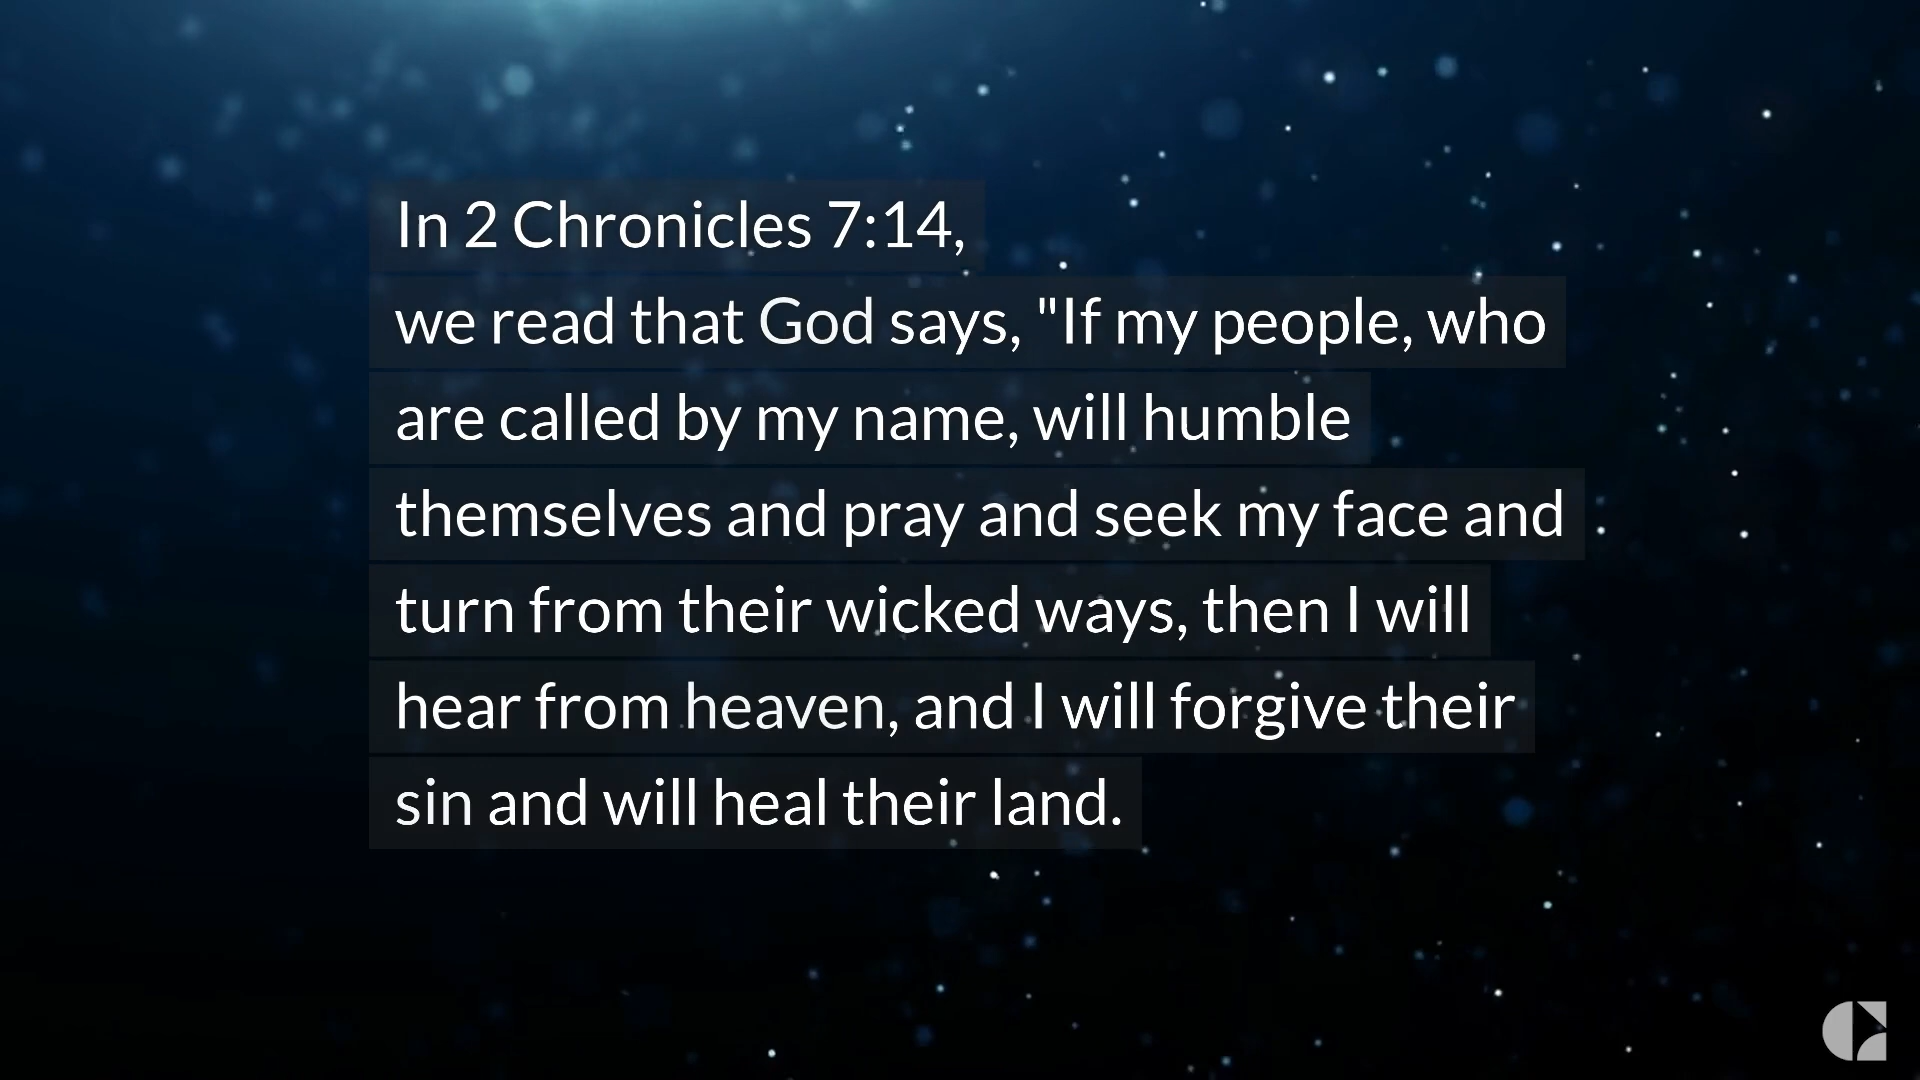 In 2 Chronicles 7:14,
we read that God says, "If my people, who
are called by my name, will humble
themselves and pray and seek my face and
turn from their wicked ways, then I will
hear from heaven, and I will forgive their
sin and will heal their land.